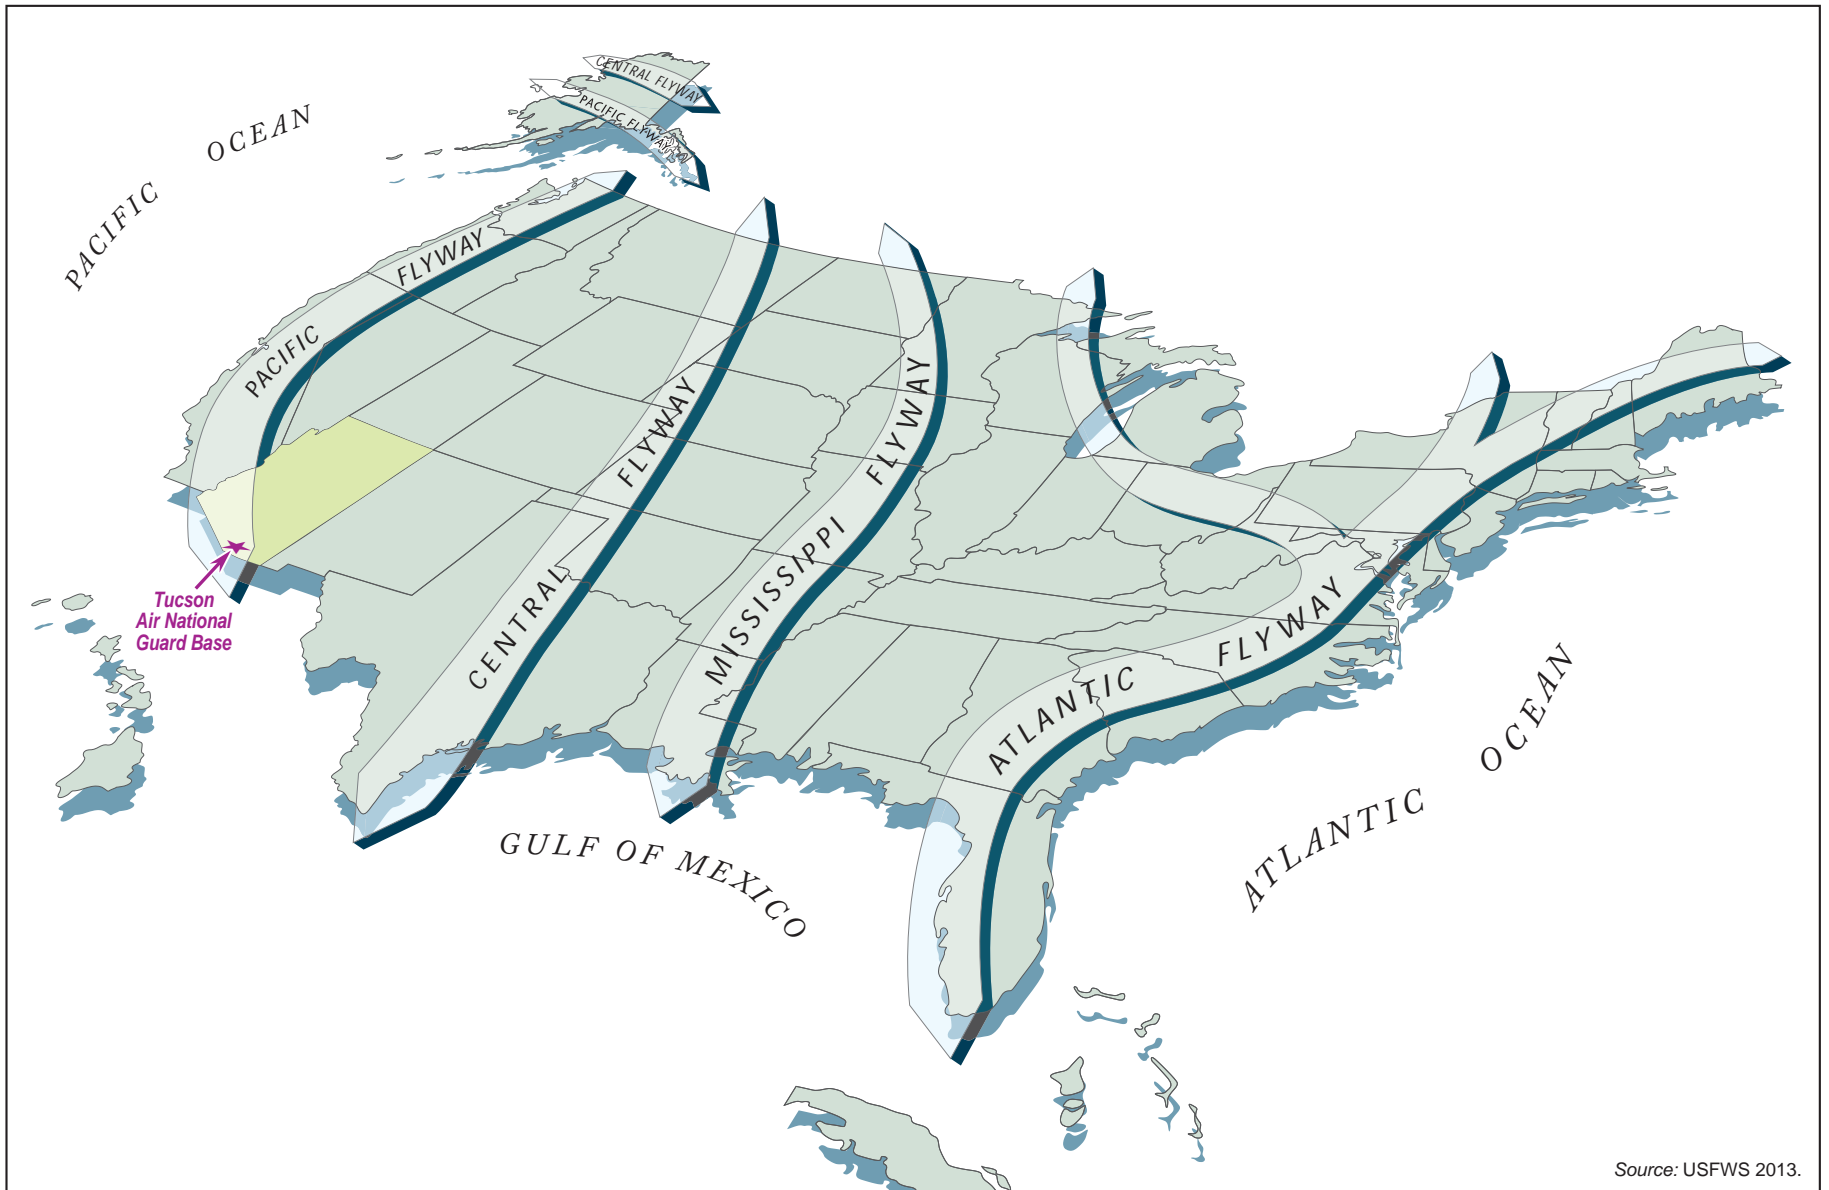 CENTRAL FLYWAY
PACIFIC FLYWAY
PACIFIC OCEAN
PACIFIC FLYWAY
CENTRAL FLYWAY
MISSISSIPPI FLYWAY
ATLANTIC FLYWAY
Tucson
Air National
Guard Base
GULF OF MEXICO
ATLANTIC OCEAN
Source: USFWS 2013.